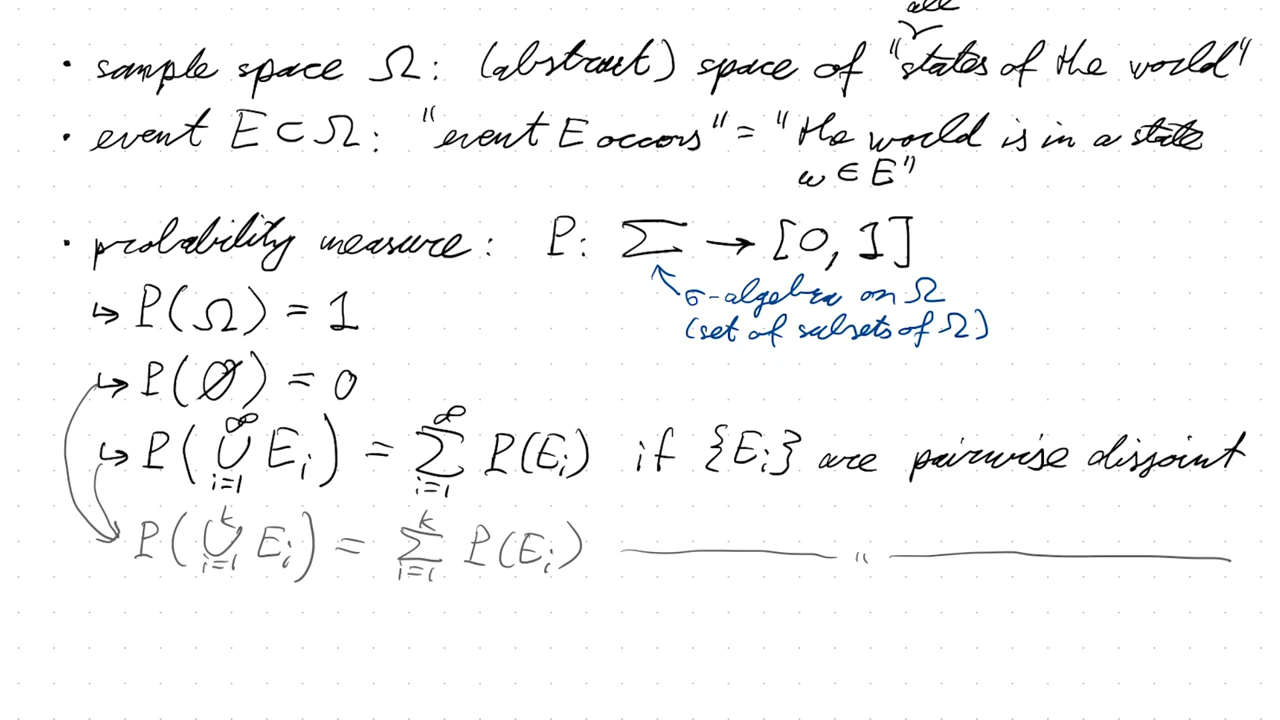 all
• sample space Ω: (abstract) space of "states of the world"
• event E ⊂ Ω: "event E occors" = "the world is in a state
ω ∈ E"
• probability measure: P: Σ → [0, 1]
σ-algebra on Ω
(set of subsets of Ω)
↳ P(Ω) = 1
↳ P(∅) = 0
↳ P(⋃_{i=1}^{∞} E_i) = ∑_{i=1}^{∞} P(E_i) if {E_i} are pairwise disjoint
P(⋃_{i=1}^{k} E_i) = ∑_{i=1}^{k} P(E_i) —— " ——